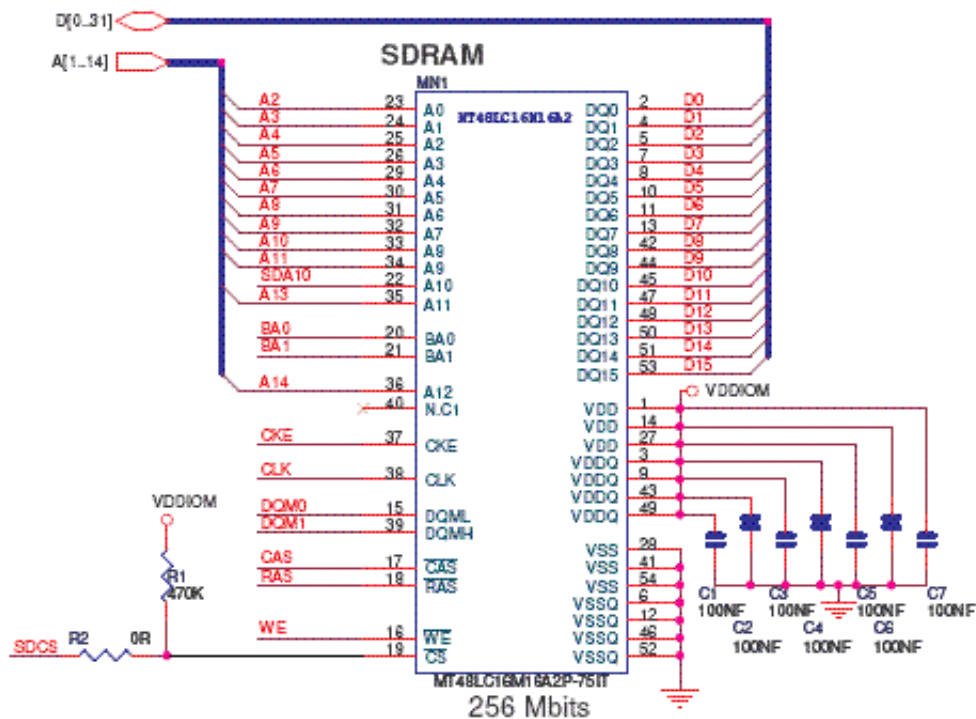 D[0..31]
A[1..14]
SDRAM
MN1
MT48LC16M16A2
A2 23 A0 DQ0 2 D0
A3 24 A1 DQ1 4 D1
A4 25 A2 DQ2 5 D2
A5 26 A3 DQ3 7 D3
A6 29 A4 DQ4 8 D4
A7 30 A5 DQ5 10 D5
A8 31 A6 DQ6 11 D6
A9 32 A7 DQ7 13 D7
A10 33 A8 DQ8 42 D8
A11 34 A9 DQ9 44 D9
SDA10 22 A10 DQ10 45 D10
A13 35 A11 DQ11 47 D11
DQ12 48 D12
BA0 20 BA0 DQ13 50 D13
BA1 21 BA1 DQ14 51 D14
DQ15 53 D15
A14 36 A12
VDDIOM
40 N.C1 VDD 1
VDD 14
CKE 37 CKE VDD 27
VDDQ 3
CLK 38 CLK VDDQ 9
VDDQ 43
VDDIOM
DQM0 15 DQML VDDQ 49
DQM1 39 DQMH
VSS 28
CAS 17 CAS VSS 41
RAS 18 RAS VSS 54
R1
470K
VSSQ 6
VSSQ 12
WE 16 WE VSSQ 46
SDCS R2 0R 19 CS VSSQ 52
C1 C3 C5 C7
100NF 100NF 100NF 100NF
C2 C4 C6
100NF 100NF 100NF
MT48LC16M16A2P-75IT
256 Mbits